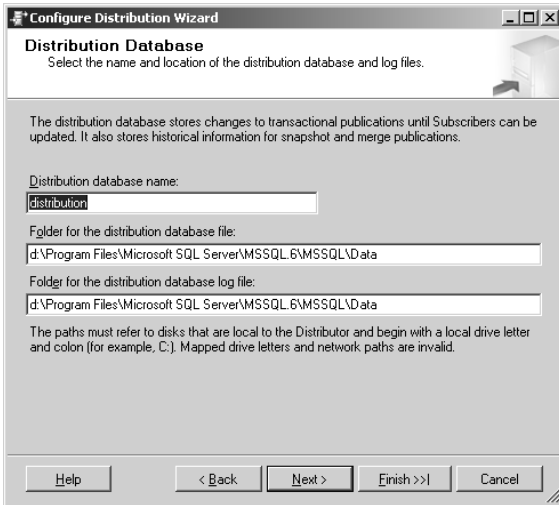 Configure Distribution Wizard
Distribution Database
Select the name and location of the distribution database and log files.
The distribution database stores changes to transactional publications until Subscribers can be
updated. It also stores historical information for snapshot and merge publications.
Distribution database name:
distribution
Folder for the distribution database file:
d:\Program Files\Microsoft SQL Server\MSSQL.6\MSSQL\Data
Folder for the distribution database log file:
d:\Program Files\Microsoft SQL Server\MSSQL.6\MSSQL\Data
The paths must refer to disks that are local to the Distributor and begin with a local drive letter
and colon (for example, C:). Mapped drive letters and network paths are invalid.
Help < Back Next > Finish >>| Cancel